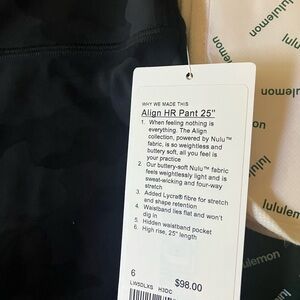 WHY WE MADE THIS
Align HR Pant 25"
1. When feeling nothing is
everything. The Align
collection, powered by Nulu™
fabric, is so weightless and
buttery soft, all you feel is
your practice
2. Our buttery-soft Nulu™ fabric
feels weightlessly light and is
sweat-wicking and four-way
stretch
3. Added Lycra® fibre for stretch
and shape retention
4. Waistband lies flat and won't
dig in
5. Hidden waistband pocket
6. High rise, 25" length
6
$98.00
lululemon
lululemon
lululemon
lululemon
lululemon
lululemon